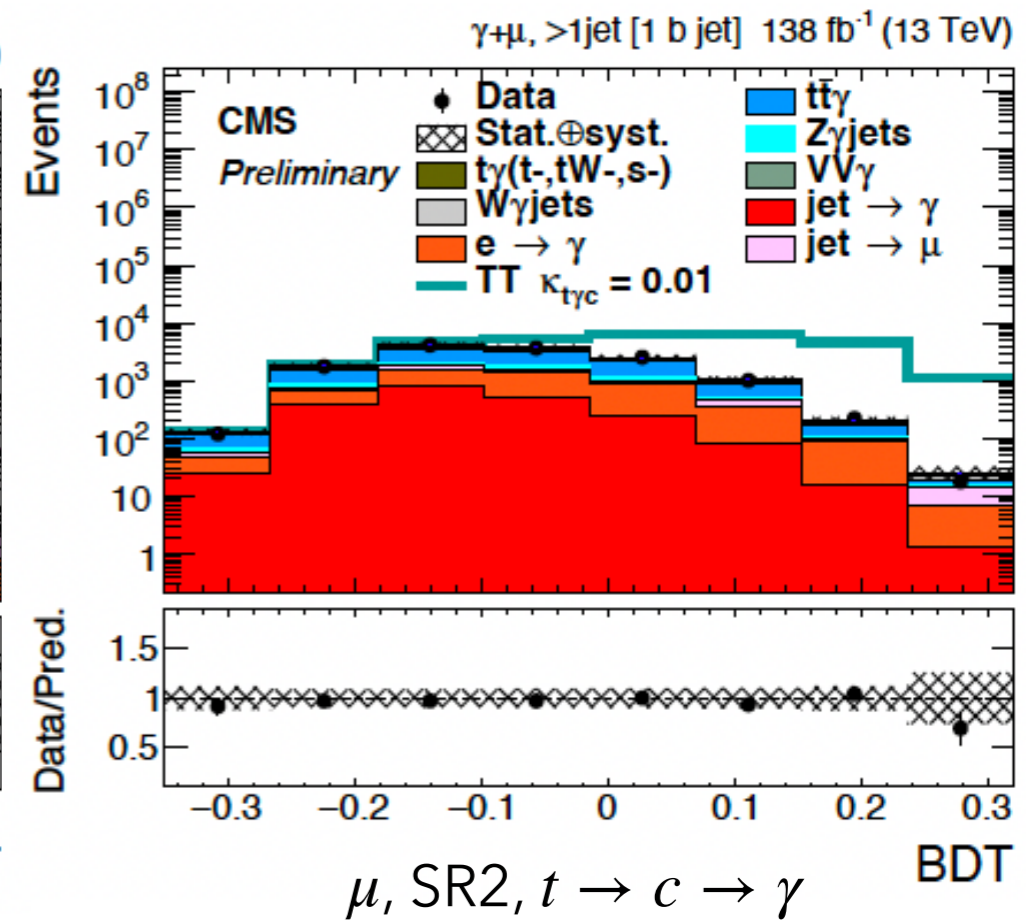 γ+μ, >1jet [1 b jet] 138 fb⁻¹ (13 TeV)
Events
10⁸
10⁷
10⁶
10⁵
10⁴
10³
10²
10
1
CMS
Preliminary
Data
Stat.⊕syst.
tγ(t-,tW-,s-)
Wγjets
e → γ
TT κtγc = 0.01
tt̄γ
Zγjets
VVγ
jet → γ
jet → μ
Data/Pred.
1.5
1
0.5
−0.3 −0.2 −0.1 0 0.1 0.2 0.3
BDT
μ, SR2, t → c → γ